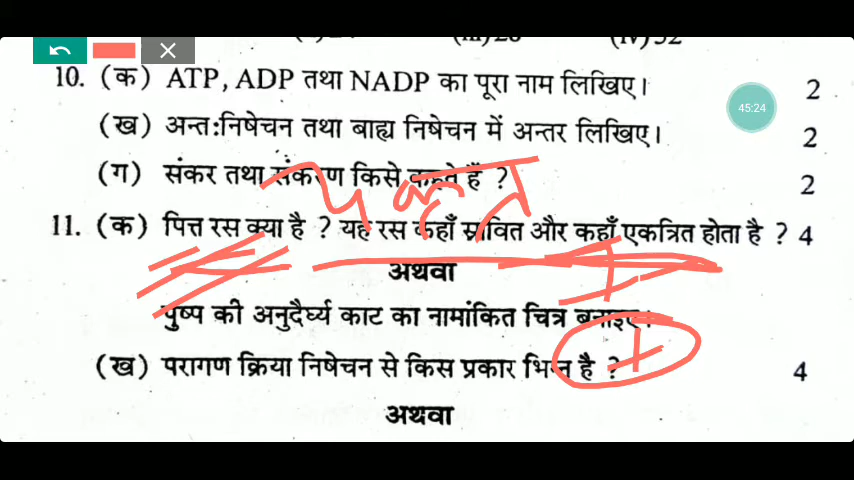 45:24
10. (क) ATP, ADP तथा NADP का पूरा नाम लिखिए। 2
(ख) अन्तःनिषेचन तथा बाह्य निषेचन में अन्तर लिखिए। 2
(ग) संकर तथा संकरण किसे कहते हैं ? 2
यकृत
11. (क) पित्त रस क्या है ? यह रस कहाँ स्रावित और कहाँ एकत्रित होता है ? 4
अथवा
पुष्प की अनुदैर्घ्य काट का नामांकित चित्र बनाइए।
(ख) परागण क्रिया निषेचन से किस प्रकार भिन्न है ? 4
अथवा